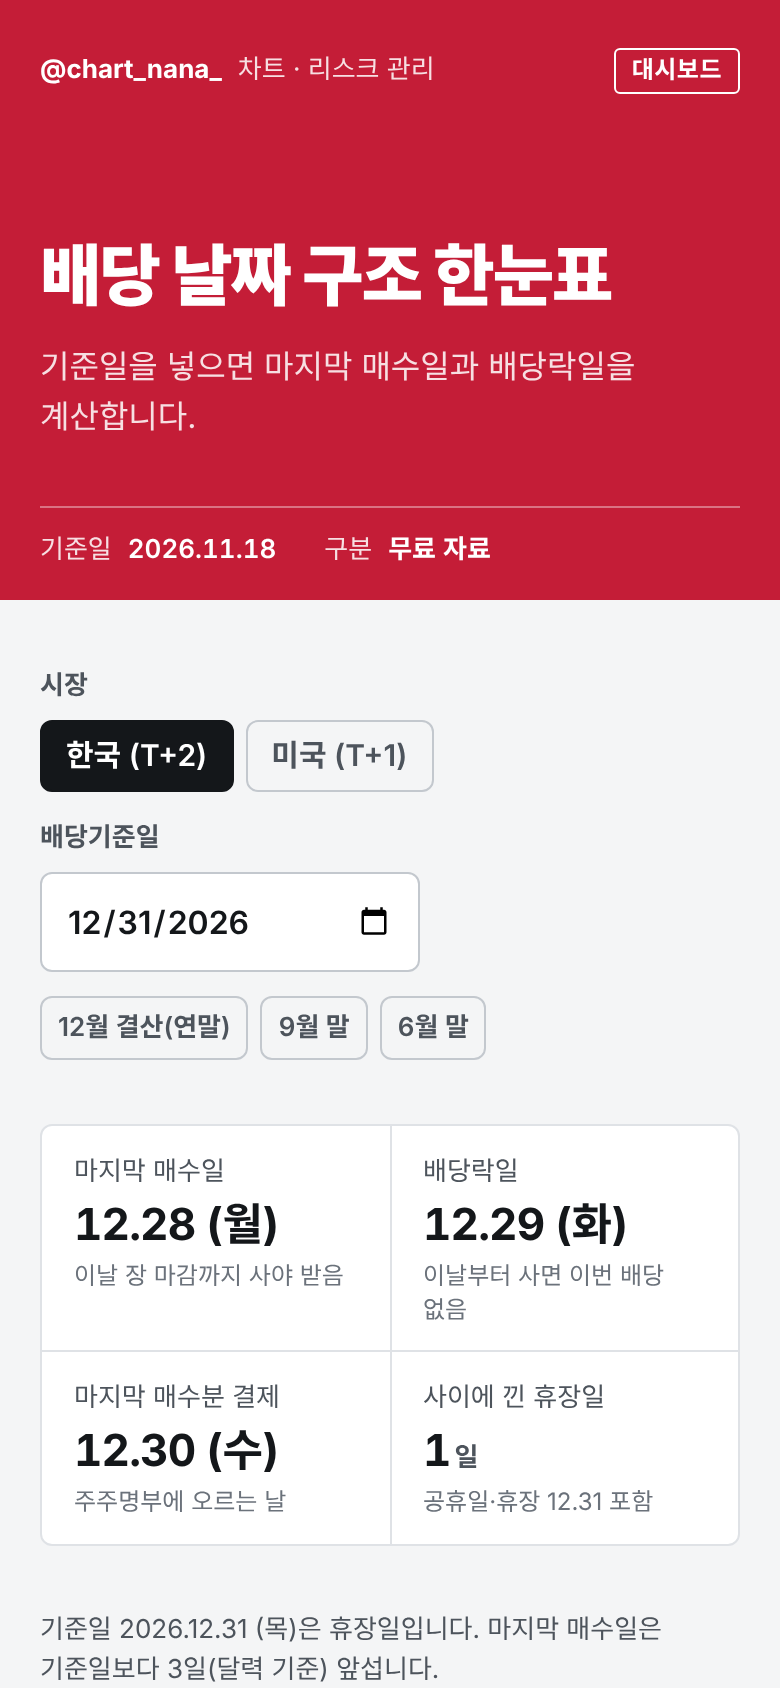 @chart_nana_ 차트 · 리스크 관리
대시보드
배당 날짜 구조 한눈표
기준일을 넣으면 마지막 매수일과 배당락일을
계산합니다.
기준일 2026.11.18 구분 무료 자료
시장
한국 (T+2) 미국 (T+1)
배당기준일
12/31/2026
12월 결산(연말) 9월 말 6월 말
마지막 매수일
12.28 (월)
이날 장 마감까지 사야 받음
배당락일
12.29 (화)
이날부터 사면 이번 배당
없음
마지막 매수분 결제
12.30 (수)
주주명부에 오르는 날
사이에 낀 휴장일
1일
공휴일·휴장 12.31 포함
기준일 2026.12.31 (목)은 휴장일입니다. 마지막 매수일은
기준일보다 3일(달력 기준) 앞섭니다.